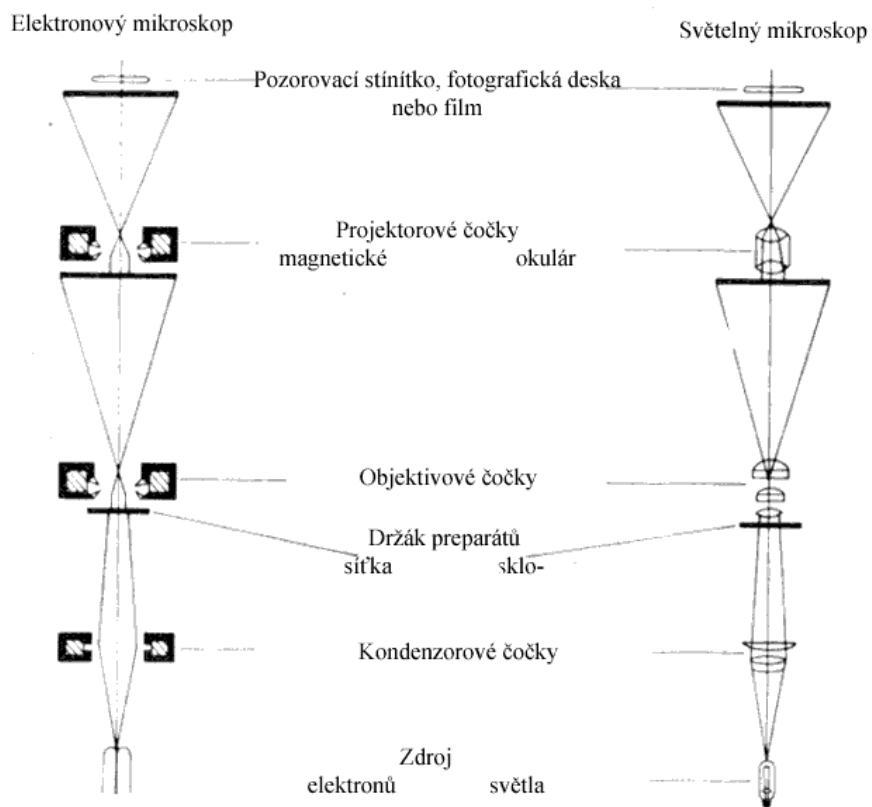 Elektronový mikroskop
Světelný mikroskop
Pozorovací stínítko, fotografická deska
nebo film
Projektorové čočky
magnetické okulár
Objektivové čočky
Držák preparátů
síťka sklo-
Kondenzorové čočky
Zdroj
elektronů světla